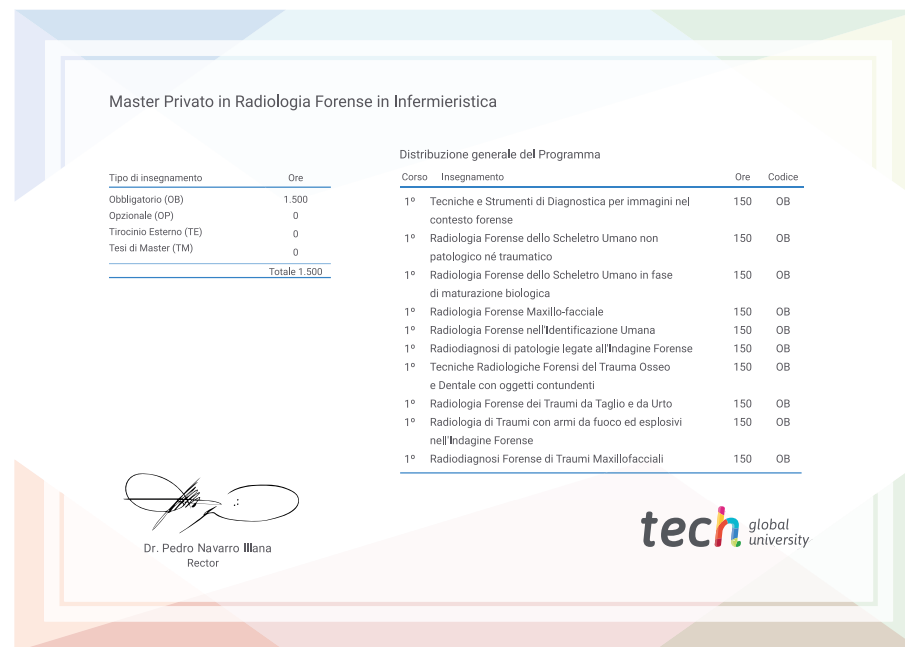 Master Privato in Radiologia Forense in Infermieristica
Tipo di insegnamento Ore
Obbligatorio (OB) 1.500
Opzionale (OP) 0
Tirocinio Esterno (TE) 0
Tesi di Master (TM) 0
Totale 1.500
Distribuzione generale del Programma
Corso Insegnamento Ore Codice
1º Tecniche e Strumenti di Diagnostica per immagini nel 150 OB
contesto forense
1º Radiologia Forense dello Scheletro Umano non 150 OB
patologico né traumatico
1º Radiologia Forense dello Scheletro Umano in fase 150 OB
di maturazione biologica
1º Radiologia Forense Maxillo-facciale 150 OB
1º Radiologia Forense nell'Identificazione Umana 150 OB
1º Radiodiagnosi di patologie legate all'Indagine Forense 150 OB
1º Tecniche Radiologiche Forensi del Trauma Osseo 150 OB
e Dentale con oggetti contundenti
1º Radiologia Forense dei Traumi da Taglio e da Urto 150 OB
1º Radiologia di Traumi con armi da fuoco ed esplosivi 150 OB
nell'Indagine Forense
1º Radiodiagnosi Forense di Traumi Maxillofacciali 150 OB
Dr. Pedro Navarro Illana
Rector
tech global
university